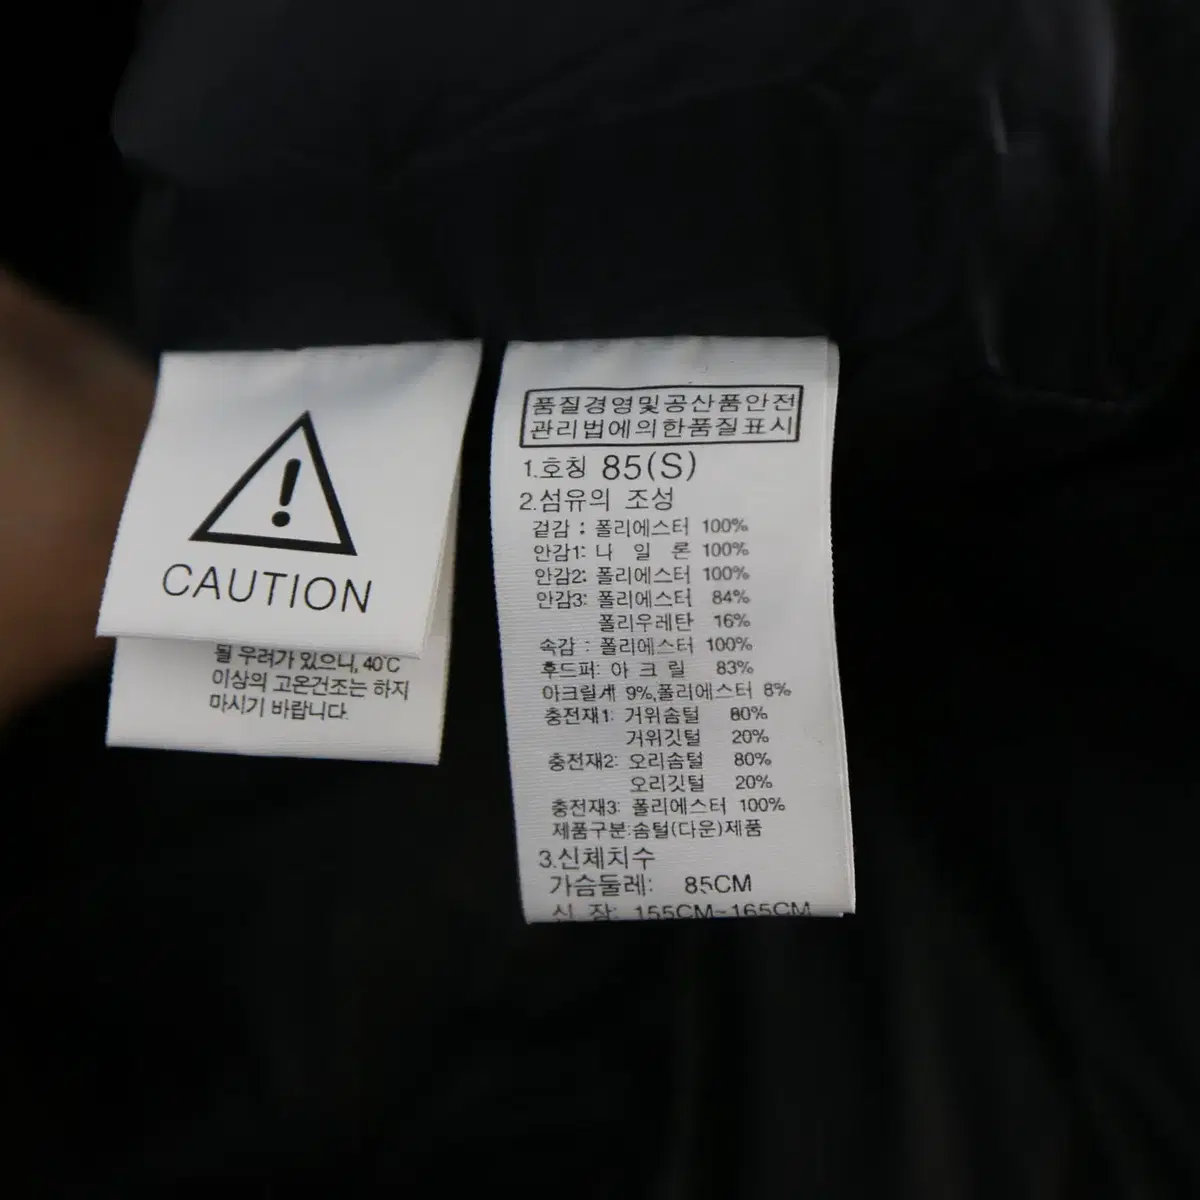 CAUTION
될 우려가 있으니, 40℃
이상의 고온건조는 하지
마시기 바랍니다.
품질경영및공산품안전
관리법에의한품질표시
1.호칭 85(S)
2.섬유의 조성
겉감 : 폴리에스터 100%
안감1: 나 일 론 100%
안감2: 폴리에스터 100%
안감3: 폴리에스터 84%
폴리우레탄 16%
속감 : 폴리에스터 100%
후드퍼: 아 크 릴 83%
아크릴계 9%,폴리에스터 8%
충전재1: 거위솜털 80%
거위깃털 20%
충전재2: 오리솜털 80%
오리깃털 20%
충전재3: 폴리에스터 100%
제품구분:솜털(다운)제품
3.신체치수
가슴둘레: 85CM
신 장: 155CM~165CM